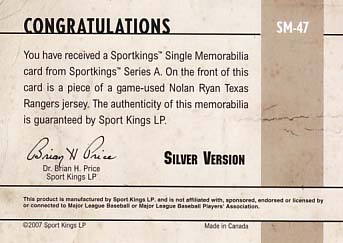 CONGRATULATIONS
SM-47
You have received a Sportkings™ Single Memorabilia
card from Sportkings™ Series A. On the front of this
card is a piece of a game-used Nolan Ryan Texas
Rangers jersey. The authenticity of this memorabilia
is guaranteed by Sport Kings LP.
Brian H. Price
Dr. Brian H. Price
Sport Kings LP
SILVER VERSION
This product is manufactured by Sport Kings LP. and is not affiliated with, sponsored, endorsed or licensed by
or connected to Major League Baseball or Major League Baseball Players' Association.
©2007 Sport Kings LP
Made in Canada